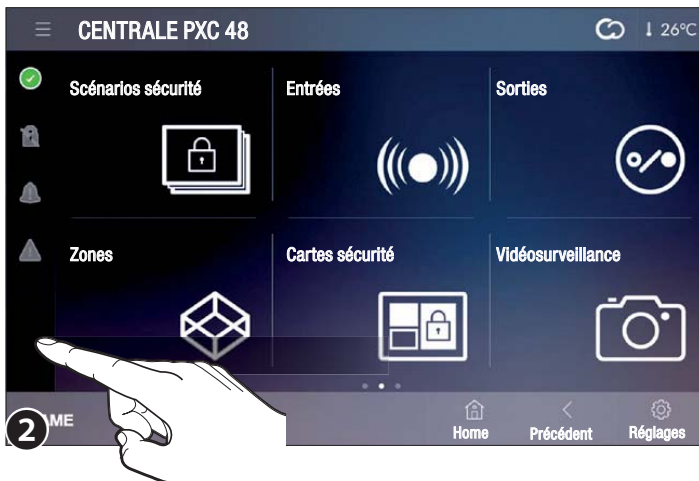 CENTRALE PXC 48
26°C
Scénarios sécurité
Entrées
Sorties
Zones
Cartes sécurité
Vidéosurveillance
2
ME
Home
Précédent
Réglages